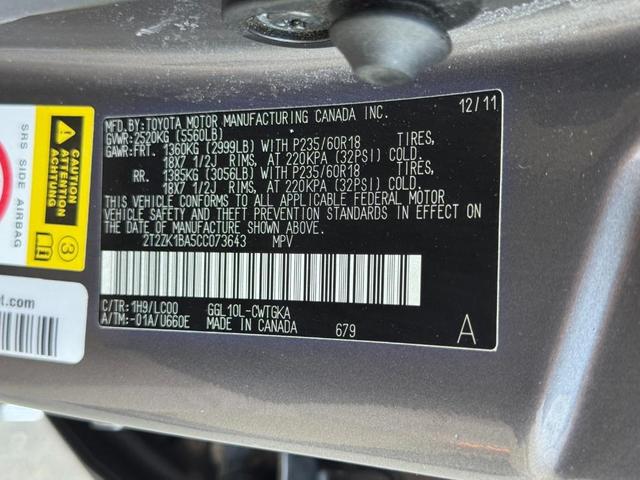 MFD. BY: TOYOTA MOTOR MANUFACTURING CANADA INC. 12/11
GVWR: 2520KG (5560LB)
GAWR: FRT. 1360KG (2999LB) WITH P235/60R18 TIRES,
18X7 1/2J RIMS, AT 220KPA (32PSI) COLD.
RR. 1385KG (3056LB) WITH P235/60R18 TIRES,
18X7 1/2J RIMS, AT 220KPA (32PSI) COLD.
THIS VEHICLE CONFORMS TO ALL APPLICABLE FEDERAL MOTOR
VEHICLE SAFETY AND THEFT PREVENTION STANDARDS IN EFFECT ON
THE DATE OF MANUFACTURE SHOWN ABOVE.
2T2ZK1BA5CC073643 MPV
C/TR: 1H9/LC00 GGL10L-CWTGKA
A/TM: -01A/U660E MADE IN CANADA 679 A
SRS SIDE AIRBAG
CAUTION
ATTENTION
ACHTUNG
3
t.com